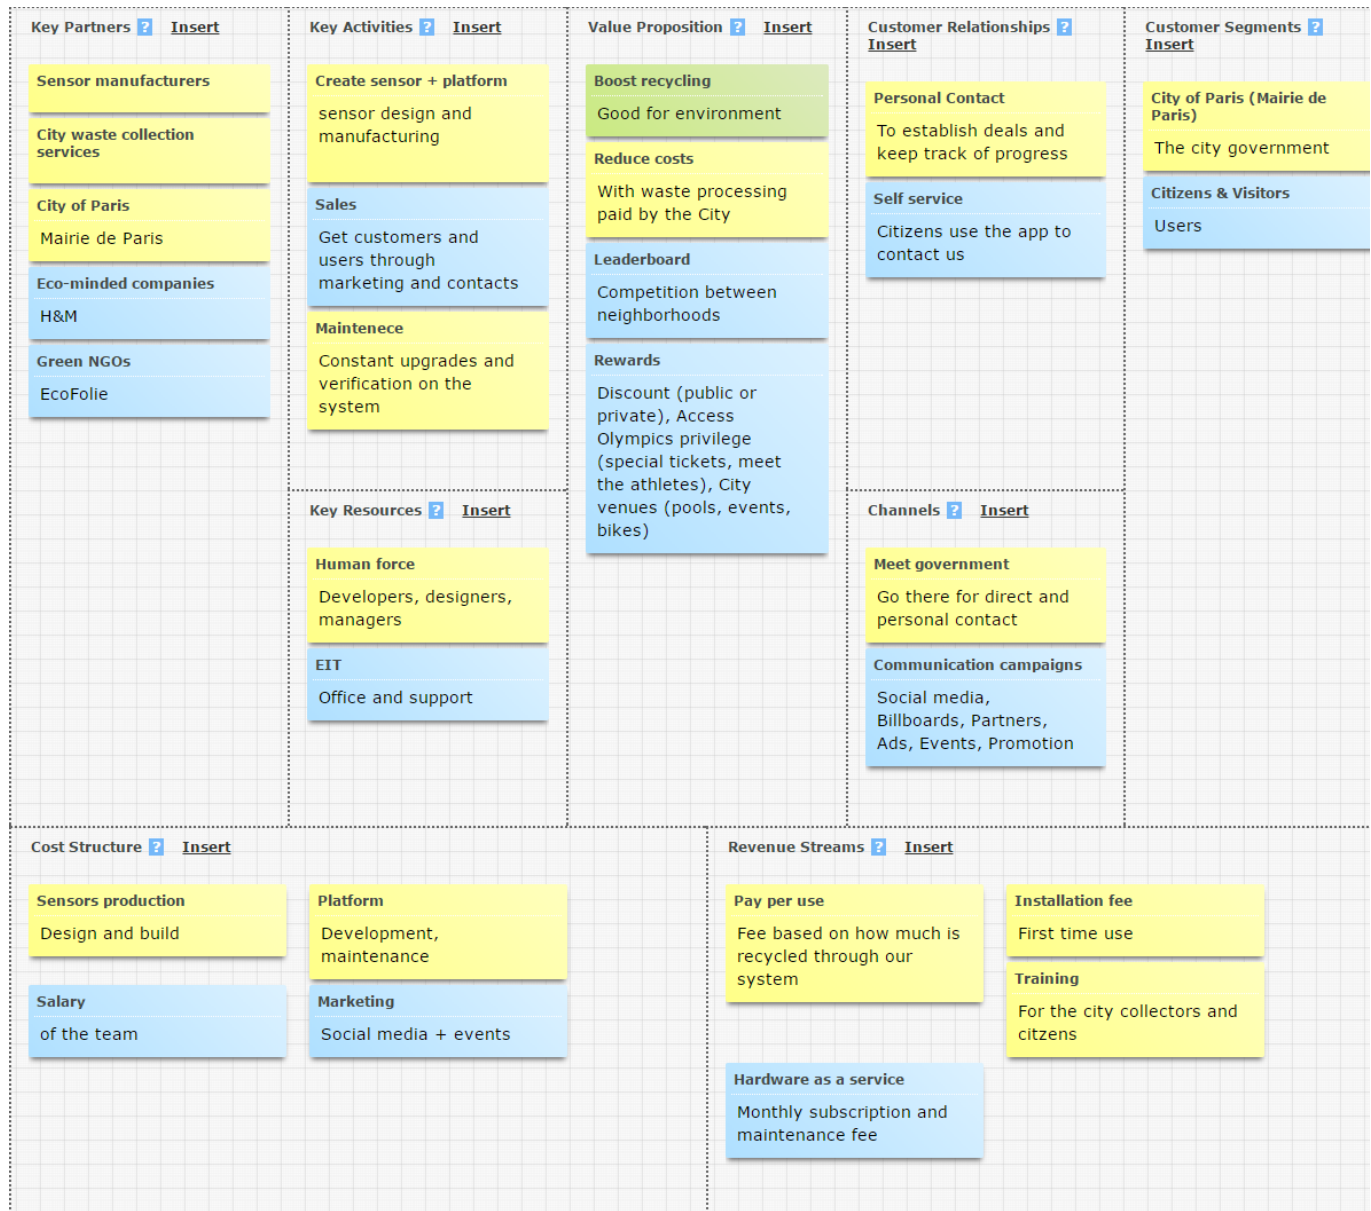 Key Partners ? Insert
Sensor manufacturers
City waste collection
services
City of Paris
Mairie de Paris
Eco-minded companies
H&M
Green NGOs
EcoFolie
Key Activities ? Insert
Create sensor + platform
sensor design and
manufacturing
Sales
Get customers and
users through
marketing and contacts
Maintenece
Constant upgrades and
verification on the
system
Key Resources ? Insert
Human force
Developers, designers,
managers
EIT
Office and support
Value Proposition ? Insert
Boost recycling
Good for environment
Reduce costs
With waste processing
paid by the City
Leaderboard
Competition between
neighborhoods
Rewards
Discount (public or
private), Access
Olympics privilege
(special tickets, meet
the athletes), City
venues (pools, events,
bikes)
Customer Relationships ?
Insert
Personal Contact
To establish deals and
keep track of progress
Self service
Citizens use the app to
contact us
Channels ? Insert
Meet government
Go there for direct and
personal contact
Communication campaigns
Social media,
Billboards, Partners,
Ads, Events, Promotion
Customer Segments ?
Insert
City of Paris (Mairie de
Paris)
The city government
Citizens & Visitors
Users
Cost Structure ? Insert
Sensors production
Design and build
Platform
Development,
maintenance
Salary
of the team
Marketing
Social media + events
Revenue Streams ? Insert
Pay per use
Fee based on how much is
recycled through our
system
Installation fee
First time use
Training
For the city collectors and
citzens
Hardware as a service
Monthly subscription and
maintenance fee